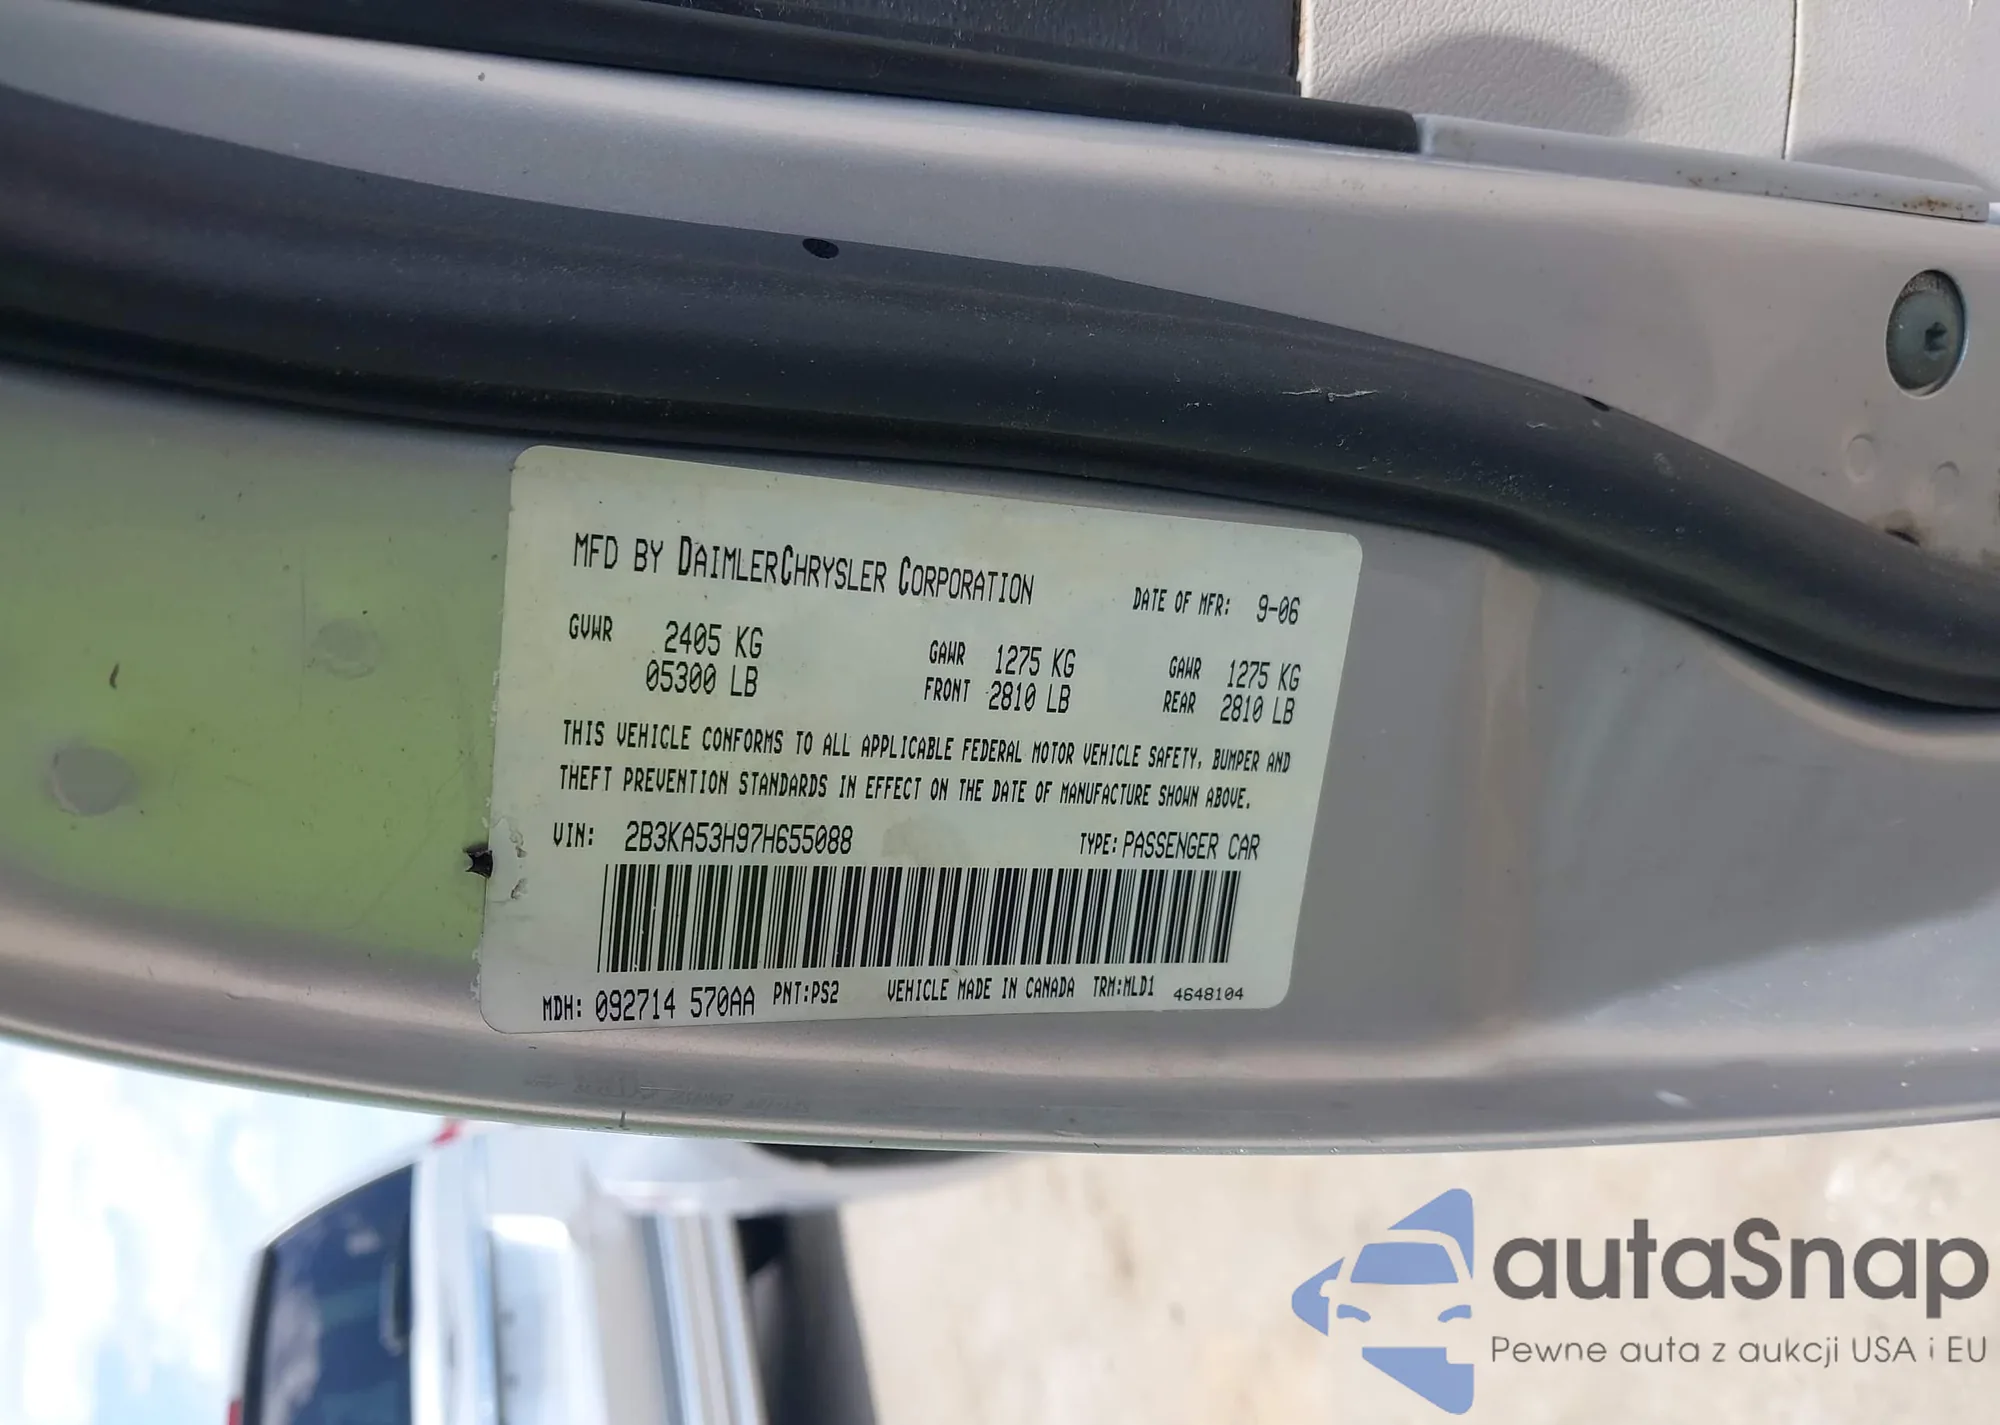 MFD BY DAIMLERCHRYSLER CORPORATION DATE OF MFR: 9-06
GVWR 2405 KG GAWR 1275 KG GAWR 1275 KG
05300 LB FRONT 2810 LB REAR 2810 LB
THIS VEHICLE CONFORMS TO ALL APPLICABLE FEDERAL MOTOR VEHICLE SAFETY, BUMPER AND
THEFT PREVENTION STANDARDS IN EFFECT ON THE DATE OF MANUFACTURE SHOWN ABOVE.
VIN: 2B3KA53H97H655088 TYPE: PASSENGER CAR
MDH: 092714 570AA PNT:PS2 VEHICLE MADE IN CANADA TRM:MLD1 4648104
autaSnap
Pewne auta z aukcji USA i EU